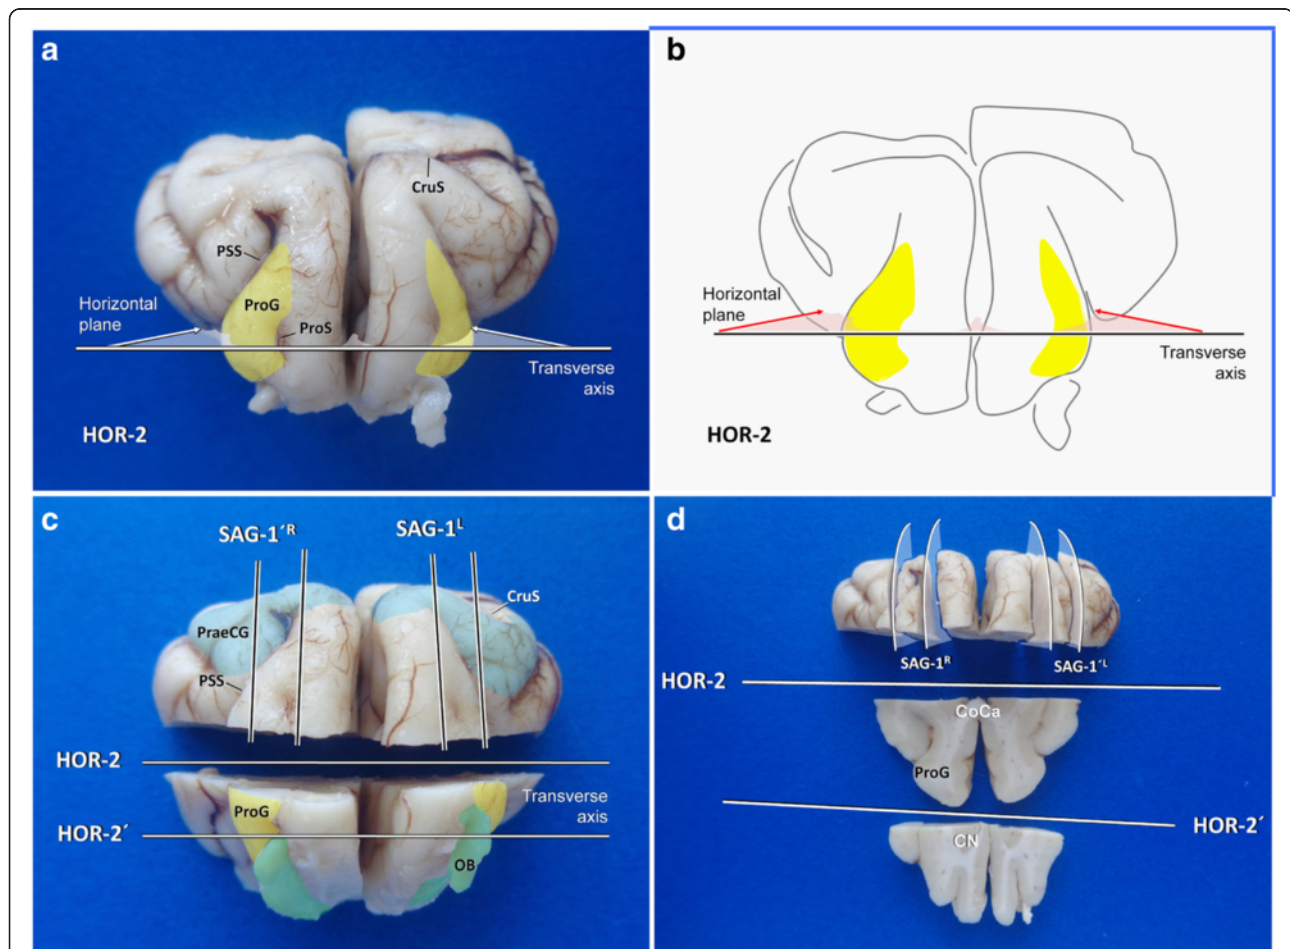 a
CruS
PSS
ProG
ProS
Horizontal
plane
Transverse
axis
HOR-2
b
Horizontal
plane
Transverse
axis
HOR-2
c
SAG-1´ᴿ
SAG-1ᴸ
CruS
PraeCG
PSS
HOR-2
Transverse
axis
ProG
HOR-2´
OB
d
SAG-1ᴿ
SAG-1´ᴸ
HOR-2
CoCa
ProG
HOR-2´
CN